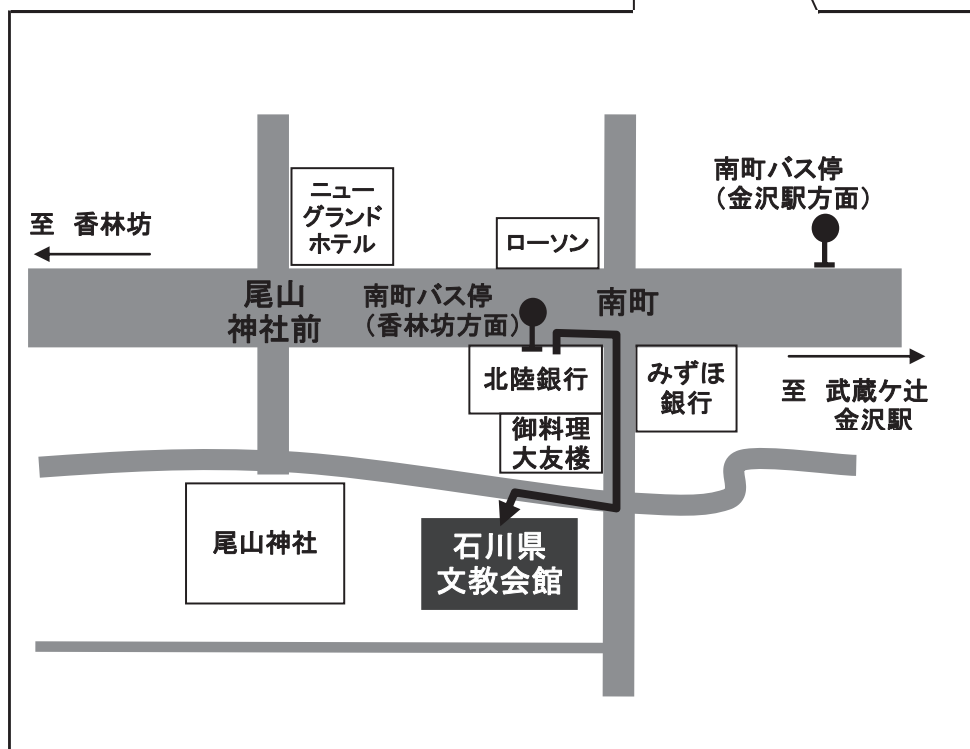 南町バス停
（金沢駅方面）
ニュー
グランド
ホテル
至 香林坊
ローソン
尾山
神社前
南町バス停
（香林坊方面）
南町
北陸銀行
みずほ
銀行
至 武蔵ケ辻
金沢駅
御料理
大友楼
尾山神社
石川県
文教会館